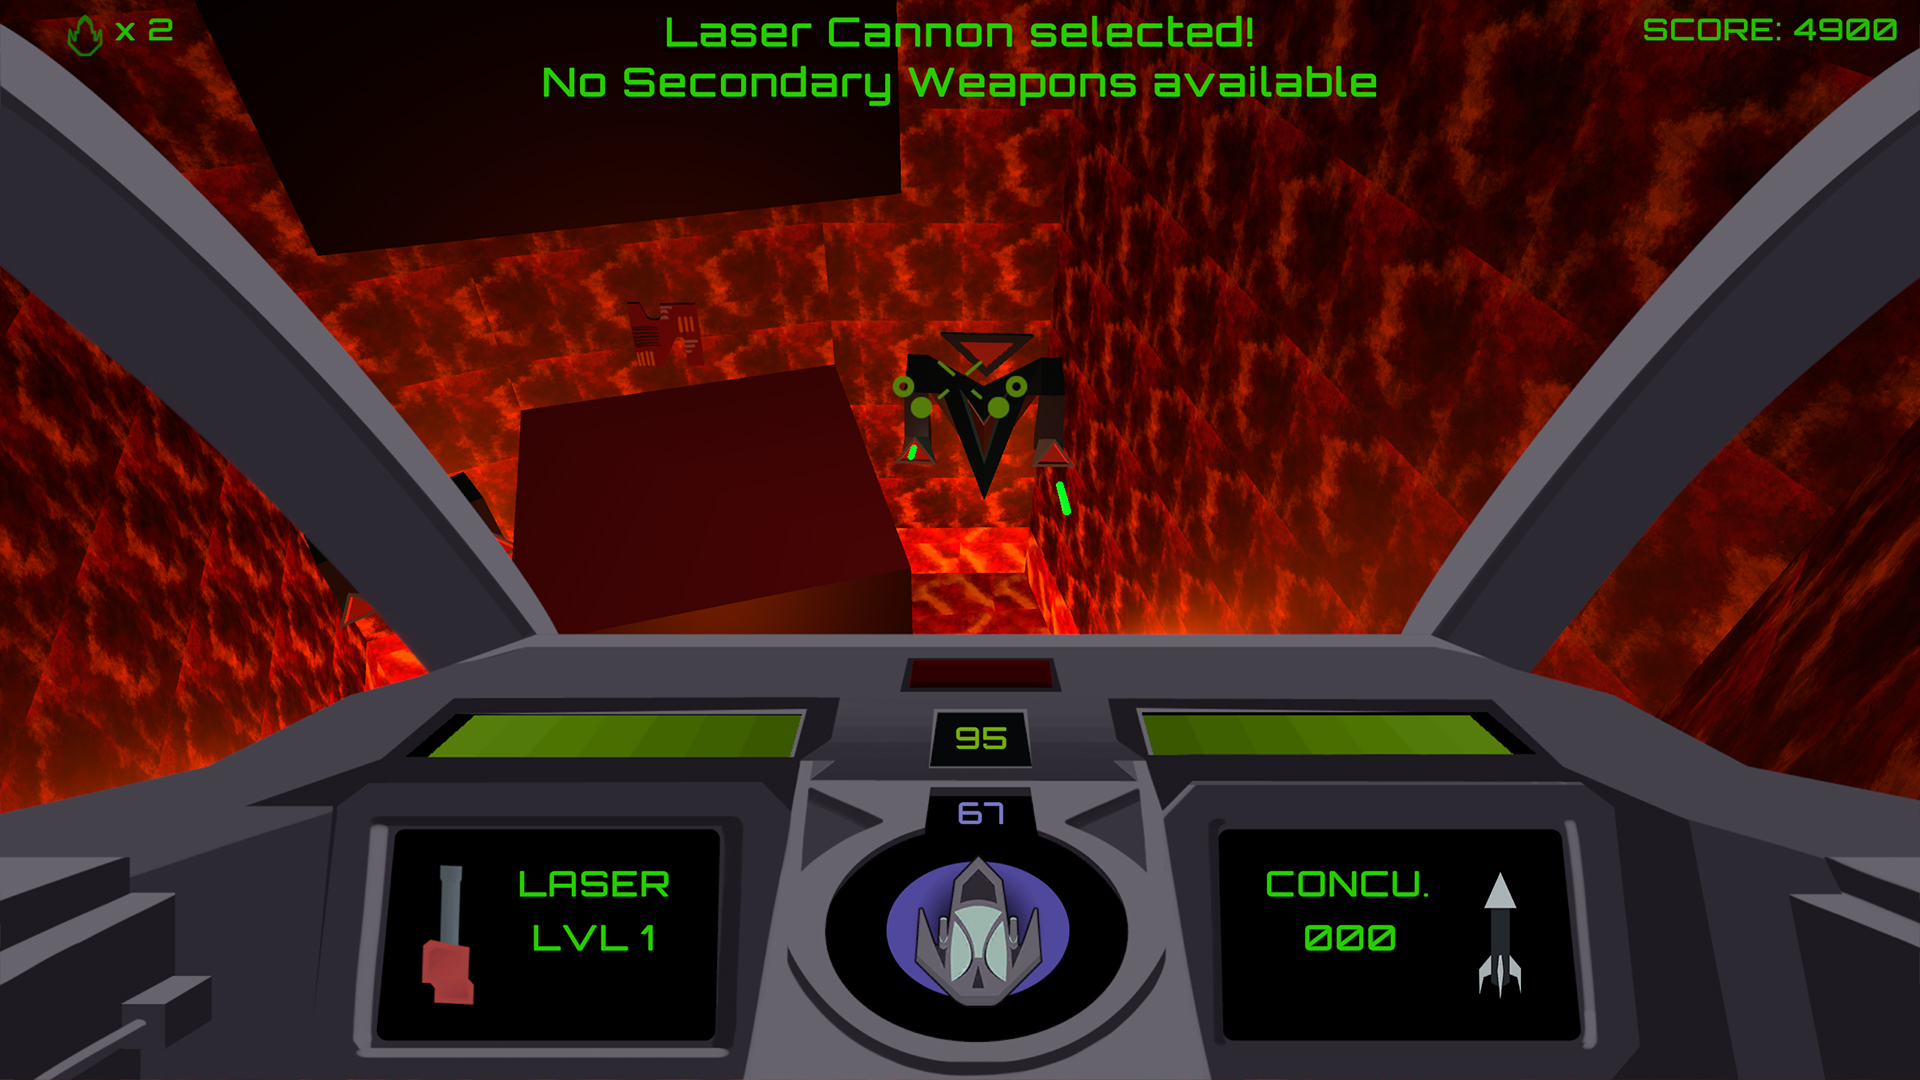 x 2
Laser Cannon selected!
No Secondary Weapons available
SCORE: 4900
95
67
LASER
LVL 1
CONCU.
000